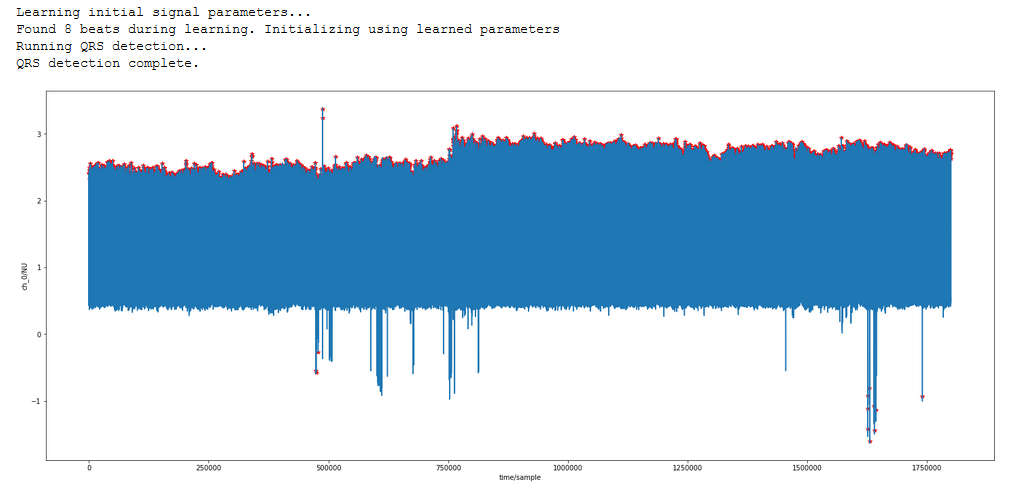 Learning initial signal parameters...
Found 8 beats during learning. Initializing using learned parameters
Running QRS detection...
QRS detection complete.
3
2
1
0
−1
ch_0/NU
0 250000 500000 750000 1000000 1250000 1500000 1750000
time/sample